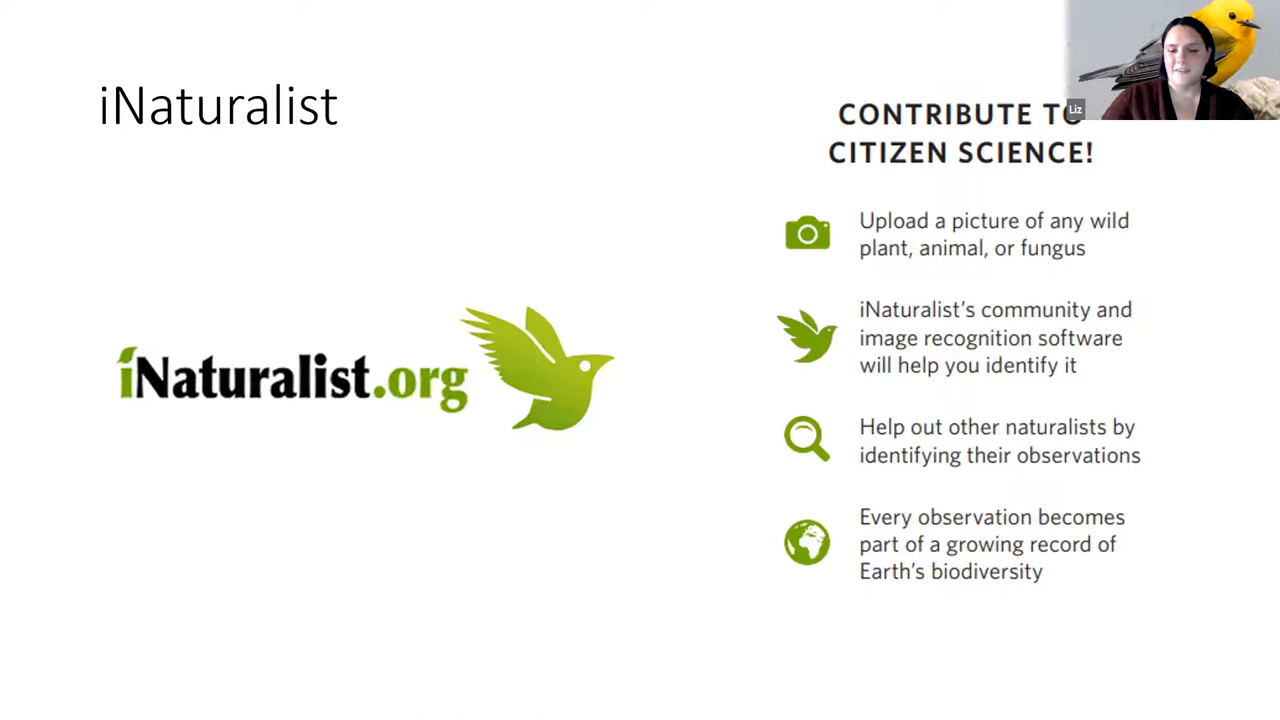 iNaturalist
Liz
CONTRIBUTE TO
CITIZEN SCIENCE!
Upload a picture of any wild
plant, animal, or fungus
iNaturalist.org
iNaturalist’s community and
image recognition software
will help you identify it
Help out other naturalists by
identifying their observations
Every observation becomes
part of a growing record of
Earth’s biodiversity